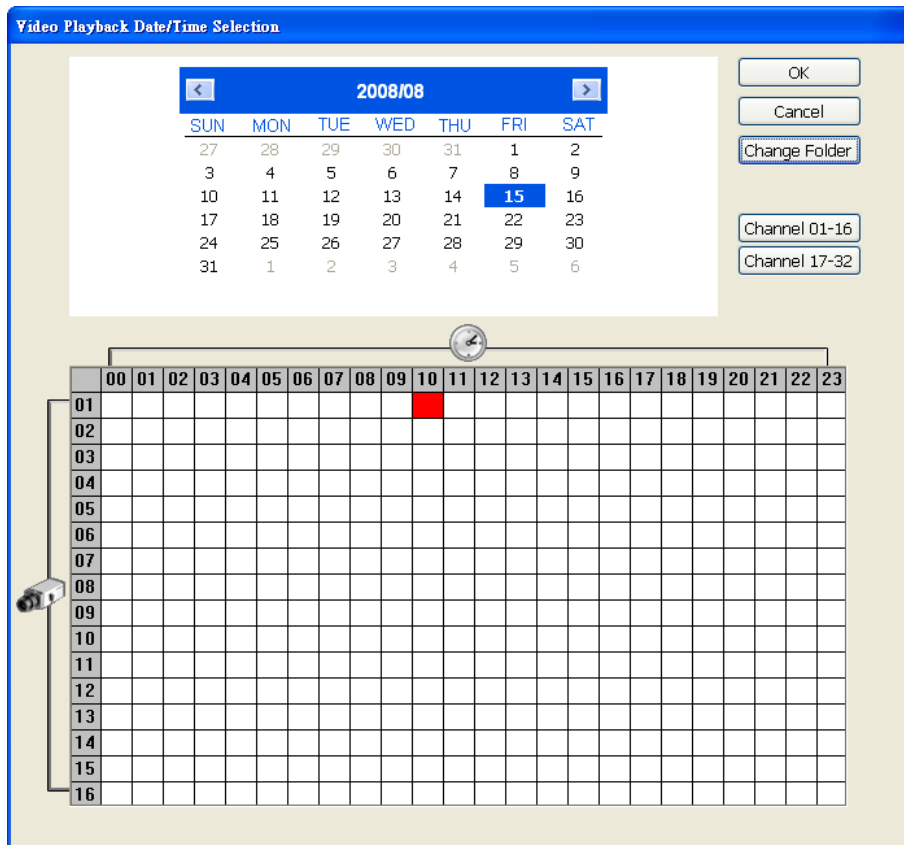 Video Playback Date/Time Selection
2008/08
SUN MON TUE WED THU FRI SAT
27 28 29 30 31 1 2
3 4 5 6 7 8 9
10 11 12 13 14 15 16
17 18 19 20 21 22 23
24 25 26 27 28 29 30
31 1 2 3 4 5 6
OK
Cancel
Change Folder
Channel 01-16
Channel 17-32
00 01 02 03 04 05 06 07 08 09 10 11 12 13 14 15 16 17 18 19 20 21 22 23
01
02
03
04
05
06
07
08
09
10
11
12
13
14
15
16